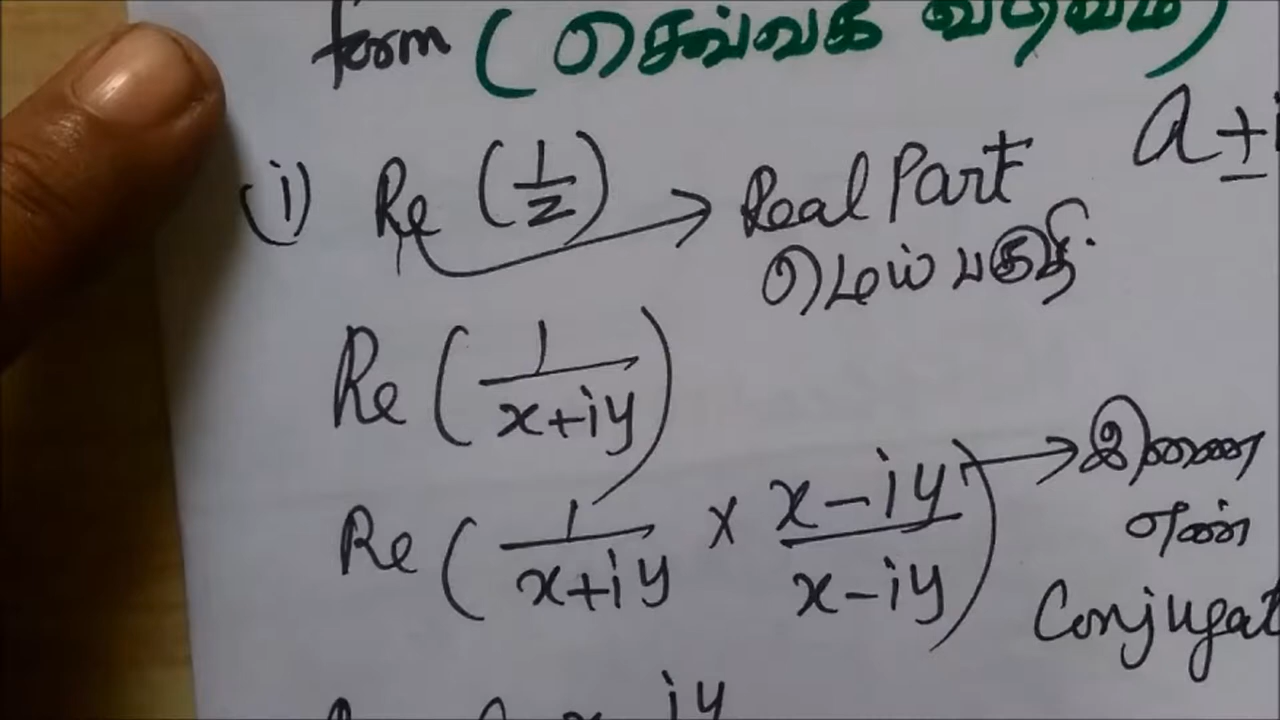 form (செவ்வக வடிவம்)
a ± i
(i) Re (1/z) → Real Part
மெய் பகுதி.
Re (1/(x+iy))
Re (1/(x+iy) × (x-iy)/(x-iy)) → இணை
எண்
Conjugat
x iy